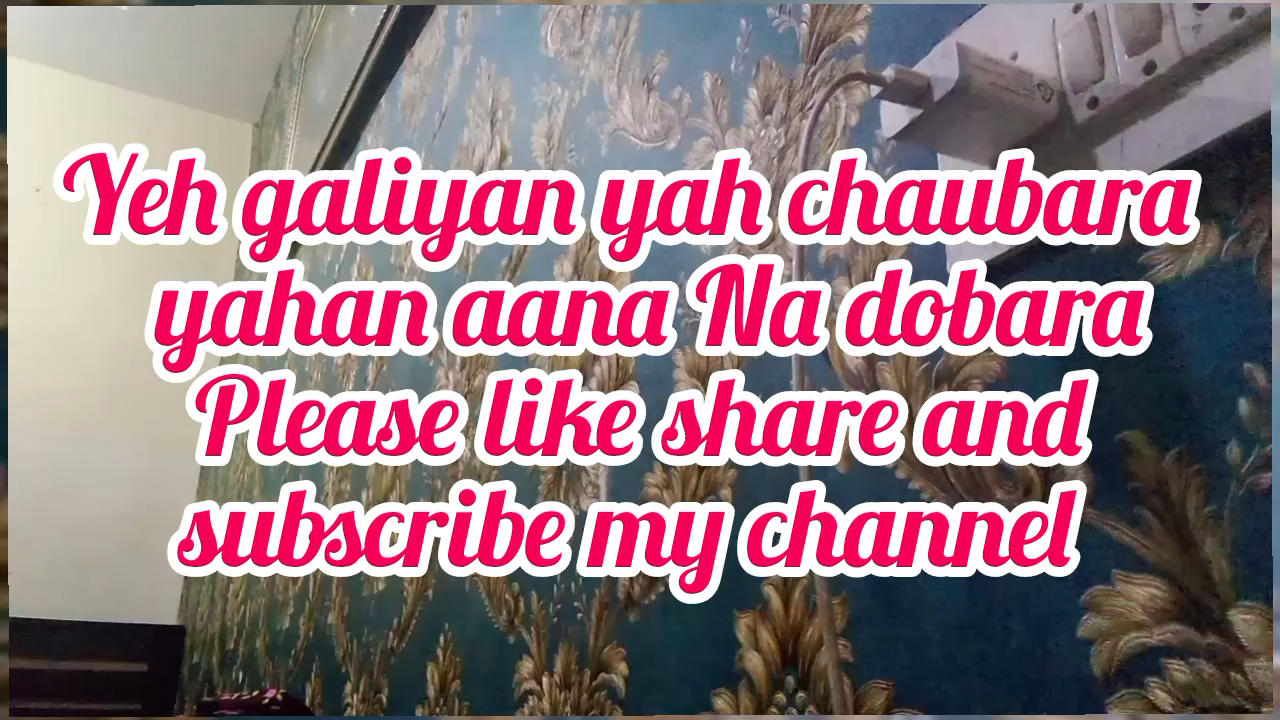 Yeh galiyan yah chaubara
yahan aana Na dobara
Please like share and
subscribe my channel